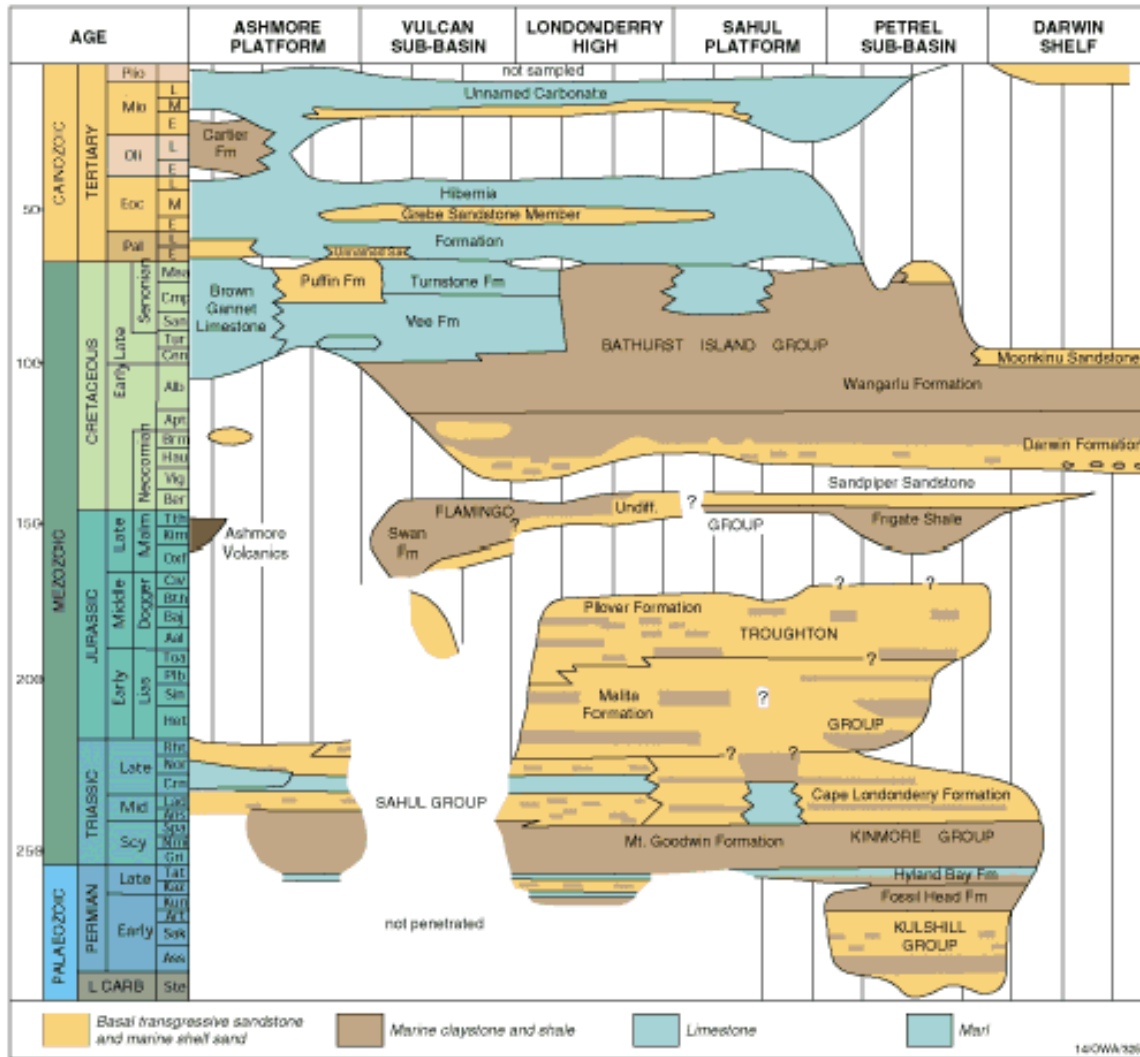 AGE
ASHMORE PLATFORM
VULCAN SUB-BASIN
LONDONDERRY HIGH
SAHUL PLATFORM
PETREL SUB-BASIN
DARWIN SHELF
CAINOZOIC
TERTIARY
Plio
Mio
L
M
E
Oli
L
E
Eoc
L
M
E
Pal
L
E
50
not sampled
Unnamed Carbonate
Cartier Fm
Hibernia
Grebe Sandstone Member
Formation
MEZOZOIC
CRETACEOUS
Late
Early
Senonian
Neocomian
Maa
Cmp
San
Tur
Cen
Alb
Apt
Brm
Hau
Vlg
Ber
100
Brown Gannet Limestone
Puffin Fm
Turnstone Fm
Vee Fm
BATHURST ISLAND GROUP
Moonkinu Sandstone
Wangarlu Formation
Darwin Formation
Sandpiper Sandstone
JURASSIC
Late
Middle
Early
Malm
Dogger
Lias
Tth
Kim
Oxf
Clv
Bth
Baj
Aal
Toa
Plb
Sin
Het
150
200
Ashmore Volcanics
FLAMINGO
Swan Fm
?
Undiff.
?
GROUP
Frigate Shale
?
?
Plover Formation
TROUGHTON
?
Malita Formation
?
GROUP
?
?
TRIASSIC
Late
Mid
Scy
Rht
Nor
Crn
Lad
Ans
Spa
Nml
Gri
250
SAHUL GROUP
Cape Londonderry Formation
Mt. Goodwin Formation
KINMORE GROUP
PALAEOZOIC
PERMIAN
Late
Early
Tat
Kaz
Kun
Art
Sak
Ass
L CARB
Ste
Hyland Bay Fm
Fossil Head Fm
KULSHILL GROUP
not penetrated
Basal transgressive sandstone
and marine shelf sand
Marine claystone and shale
Limestone
Marl